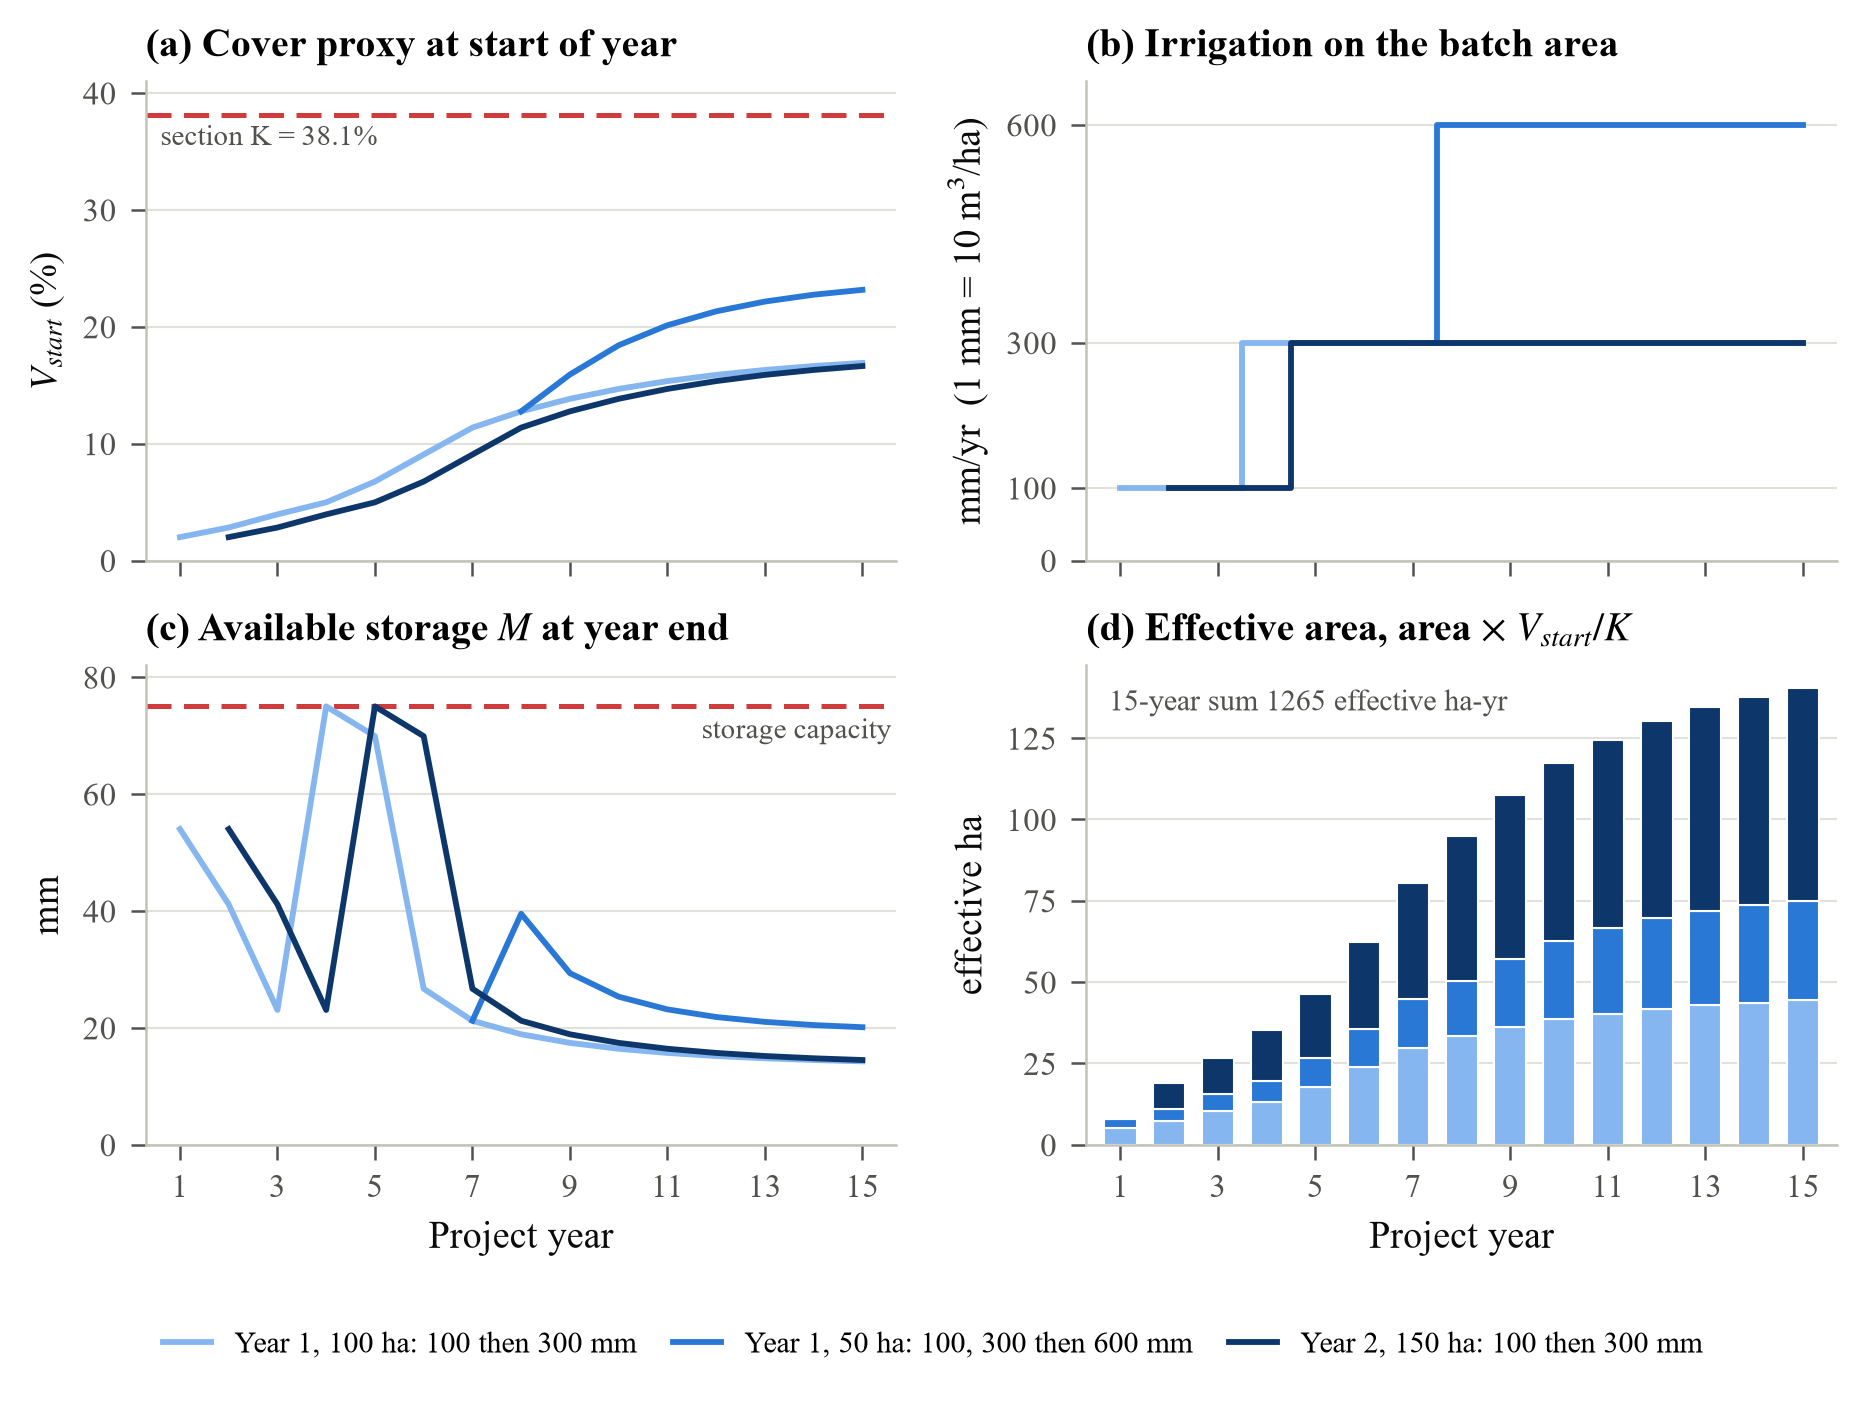 (a) Cover proxy at start of year
40
30
20
10
0
V_start (%)
section K = 38.1%
(b) Irrigation on the batch area
600
300
100
0
mm/yr (1 mm = 10 m³/ha)
(c) Available storage M at year end
80
60
40
20
0
mm
storage capacity
1 3 5 7 9 11 13 15
Project year
(d) Effective area, area × V_start/K
125
100
75
50
25
0
effective ha
15-year sum 1265 effective ha-yr
1 3 5 7 9 11 13 15
Project year
Year 1, 100 ha: 100 then 300 mm
Year 1, 50 ha: 100, 300 then 600 mm
Year 2, 150 ha: 100 then 300 mm